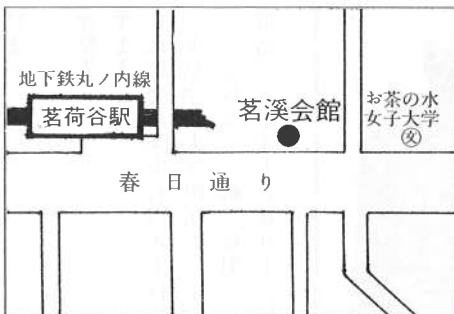 地下鉄丸ノ内線
茗荷谷駅
茗溪会館
お茶の水
女子大学
文
春日通り